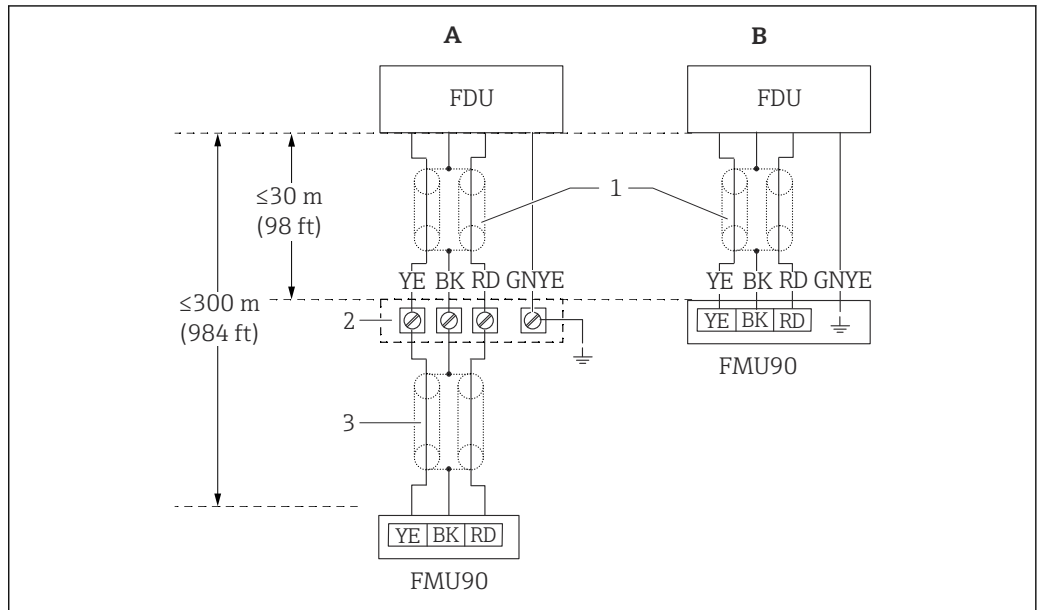 A B
FDU FDU
≤30 m
(98 ft)
1
YE BK RD GNYE YE BK RD GNYE
≤300 m
(984 ft)
2
YE BK RD
FMU90
3
YE BK RD
FMU90